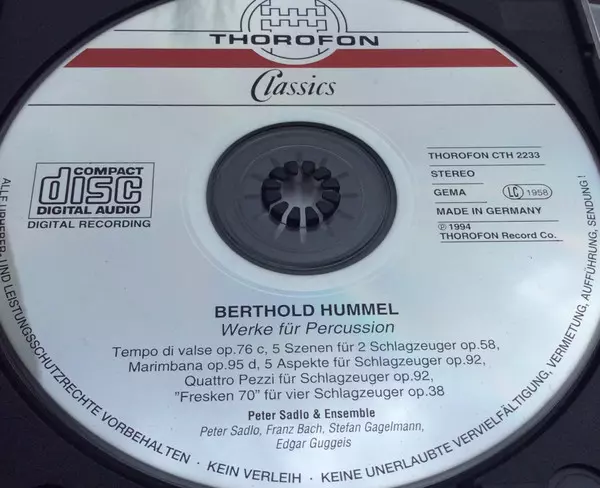 THOROFON
Classics
COMPACT
disc
DIGITAL AUDIO
DIGITAL RECORDING
THOROFON CTH 2233
STEREO
GEMA
LC 1958
MADE IN GERMANY
℗ 1994
THOROFON Record Co.
BERTHOLD HUMMEL
Werke für Percussion
Tempo di valse op.76 c, 5 Szenen für 2 Schlagzeuger op.58,
Marimbana op.95 d, 5 Aspekte für Schlagzeuger op.92,
Quattro Pezzi für Schlagzeuger op.92,
"Fresken 70" für vier Schlagzeuger op.38
Peter Sadlo & Ensemble
Peter Sadlo, Franz Bach, Stefan Gagelmann,
Edgar Guggeis
ALLE URHEBER- UND LEISTUNGSSCHUTZRECHTE VORBEHALTEN · KEIN VERLEIH · KEINE UNERLAUBTE VERVIELFÄLTIGUNG, VERMIETUNG, AUFFÜHRUNG, SENDUNG !